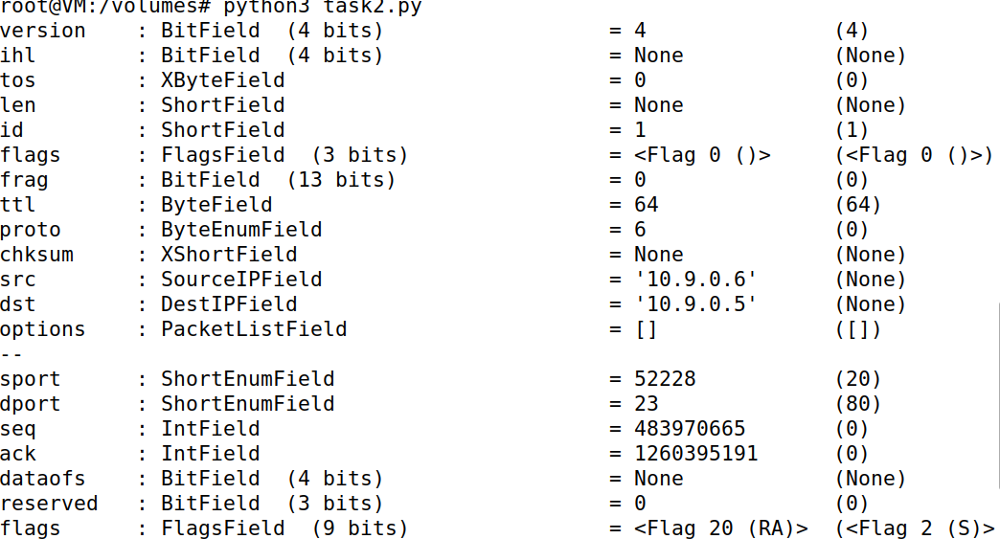 root@VM:/volumes# python3 task2.py
version    : BitField  (4 bits)                  = 4               (4)
ihl        : BitField  (4 bits)                  = None            (None)
tos        : XByteField                          = 0               (0)
len        : ShortField                          = None            (None)
id         : ShortField                          = 1               (1)
flags      : FlagsField  (3 bits)                = <Flag 0 ()>     (<Flag 0 ()>)
frag       : BitField  (13 bits)                 = 0               (0)
ttl        : ByteField                           = 64              (64)
proto      : ByteEnumField                       = 6               (0)
chksum     : XShortField                         = None            (None)
src        : SourceIPField                       = '10.9.0.6'      (None)
dst        : DestIPField                         = '10.9.0.5'      (None)
options    : PacketListField                     = []              ([])
--
sport      : ShortEnumField                      = 52228           (20)
dport      : ShortEnumField                      = 23              (80)
seq        : IntField                            = 483970665       (0)
ack        : IntField                            = 1260395191      (0)
dataofs    : BitField  (4 bits)                  = None            (None)
reserved   : BitField  (3 bits)                  = 0               (0)
flags      : FlagsField  (9 bits)                = <Flag 20 (RA)>  (<Flag 2 (S)>